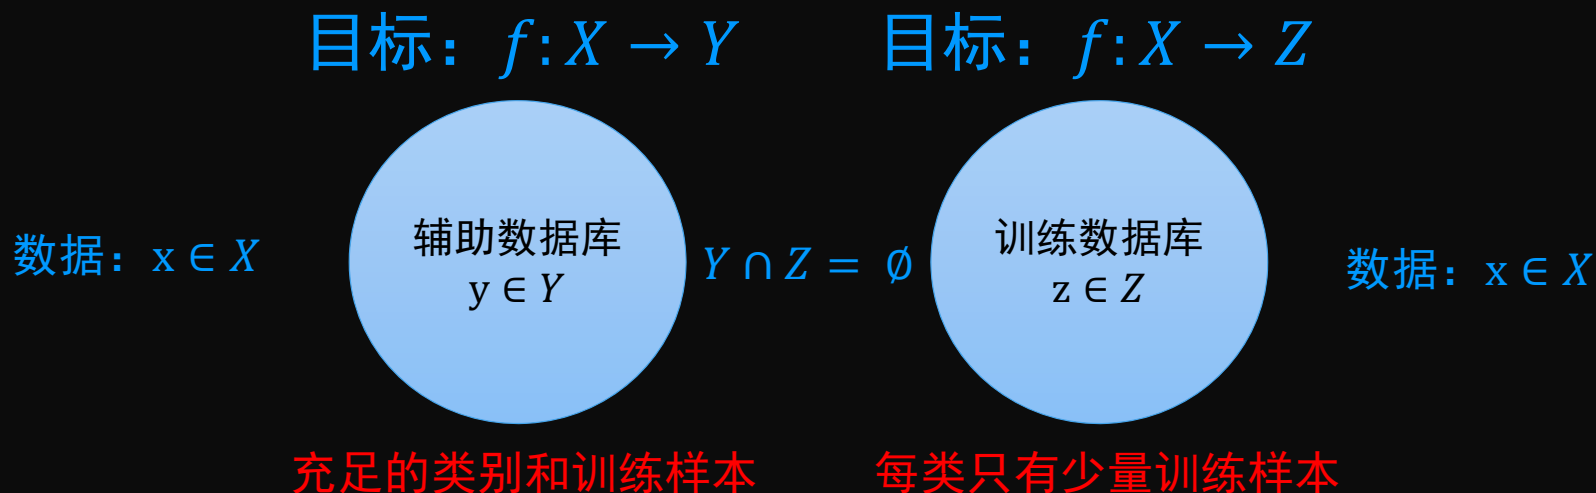 目标：f:X → Y
目标：f:X → Z
数据：x ∈ X
辅助数据库
y ∈ Y
Y ∩ Z = ∅
训练数据库
z ∈ Z
数据：x ∈ X
充足的类别和训练样本
每类只有少量训练样本